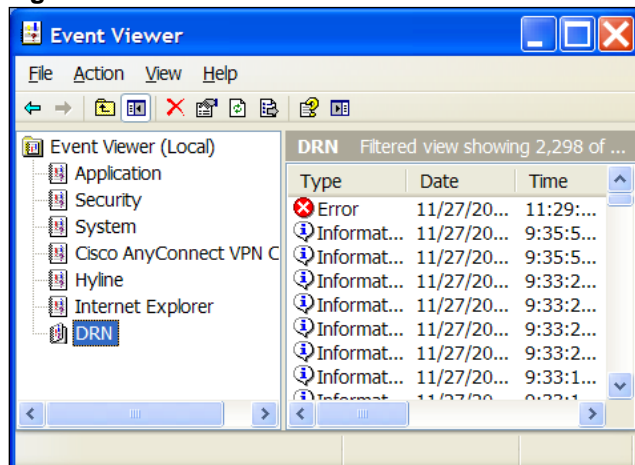 Event Viewer
File Action View Help
Event Viewer (Local)
Application
Security
System
Cisco AnyConnect VPN C
Hyline
Internet Explorer
DRN
DRN Filtered view showing 2,298 of ...
Type Date Time
Error 11/27/20... 11:29:...
Informat... 11/27/20... 9:35:5...
Informat... 11/27/20... 9:35:5...
Informat... 11/27/20... 9:33:2...
Informat... 11/27/20... 9:33:2...
Informat... 11/27/20... 9:33:2...
Informat... 11/27/20... 9:33:2...
Informat... 11/27/20... 9:33:1...